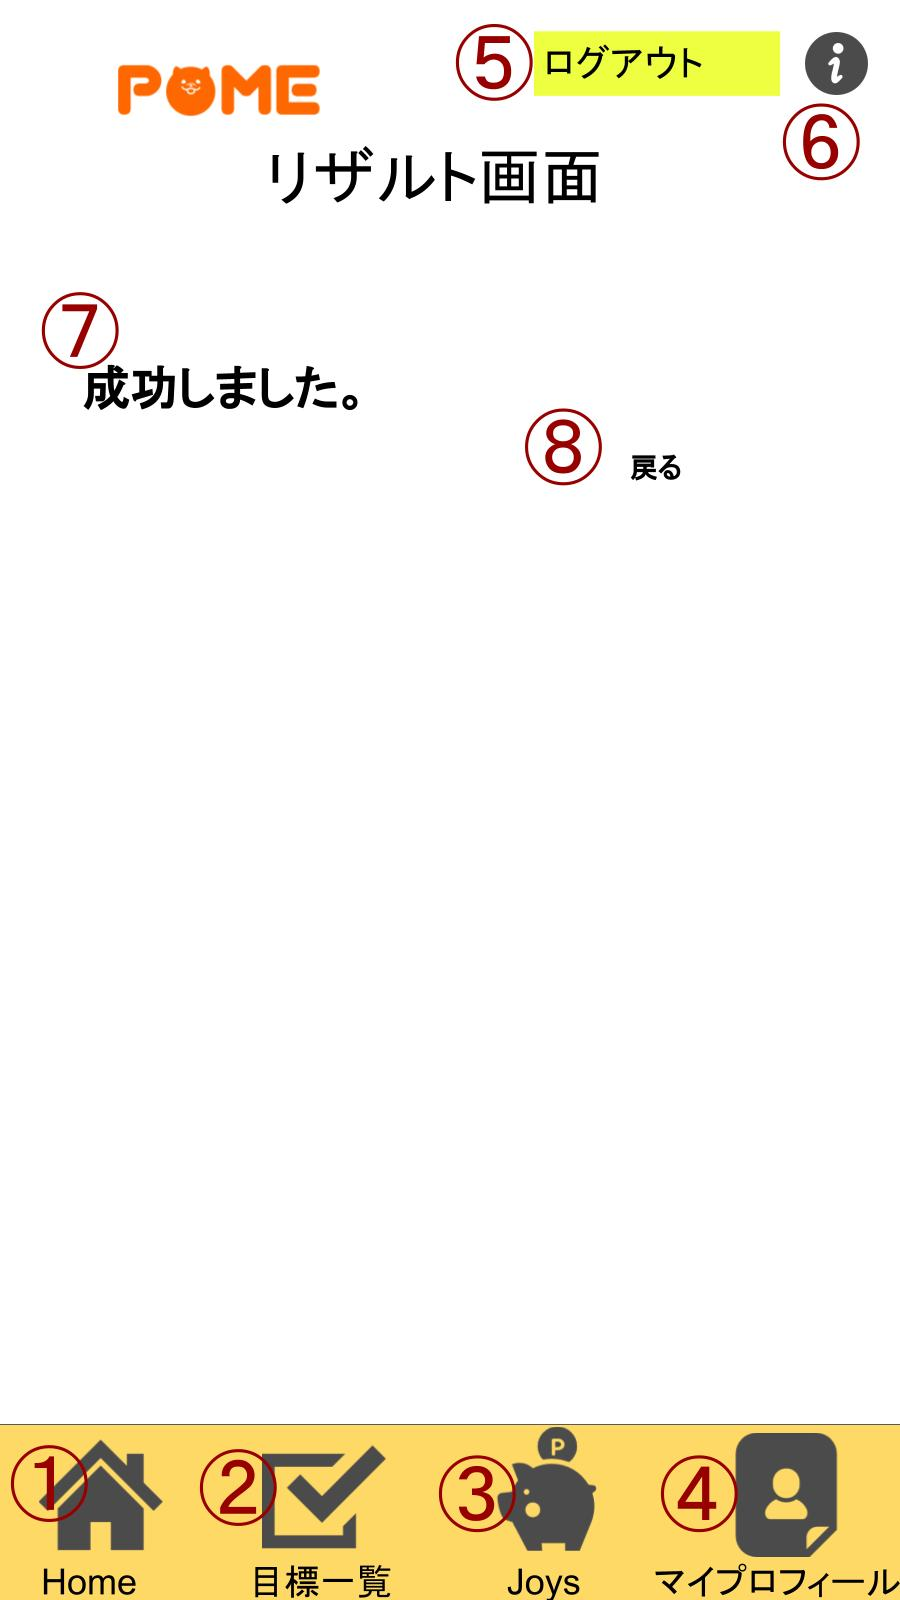 ⑤ ログアウト
POME
⑥
リザルト画面
⑦
成功しました。
⑧ 戻る
P
① ② ③ ④
Home 目標一覧 Joys マイプロフィール